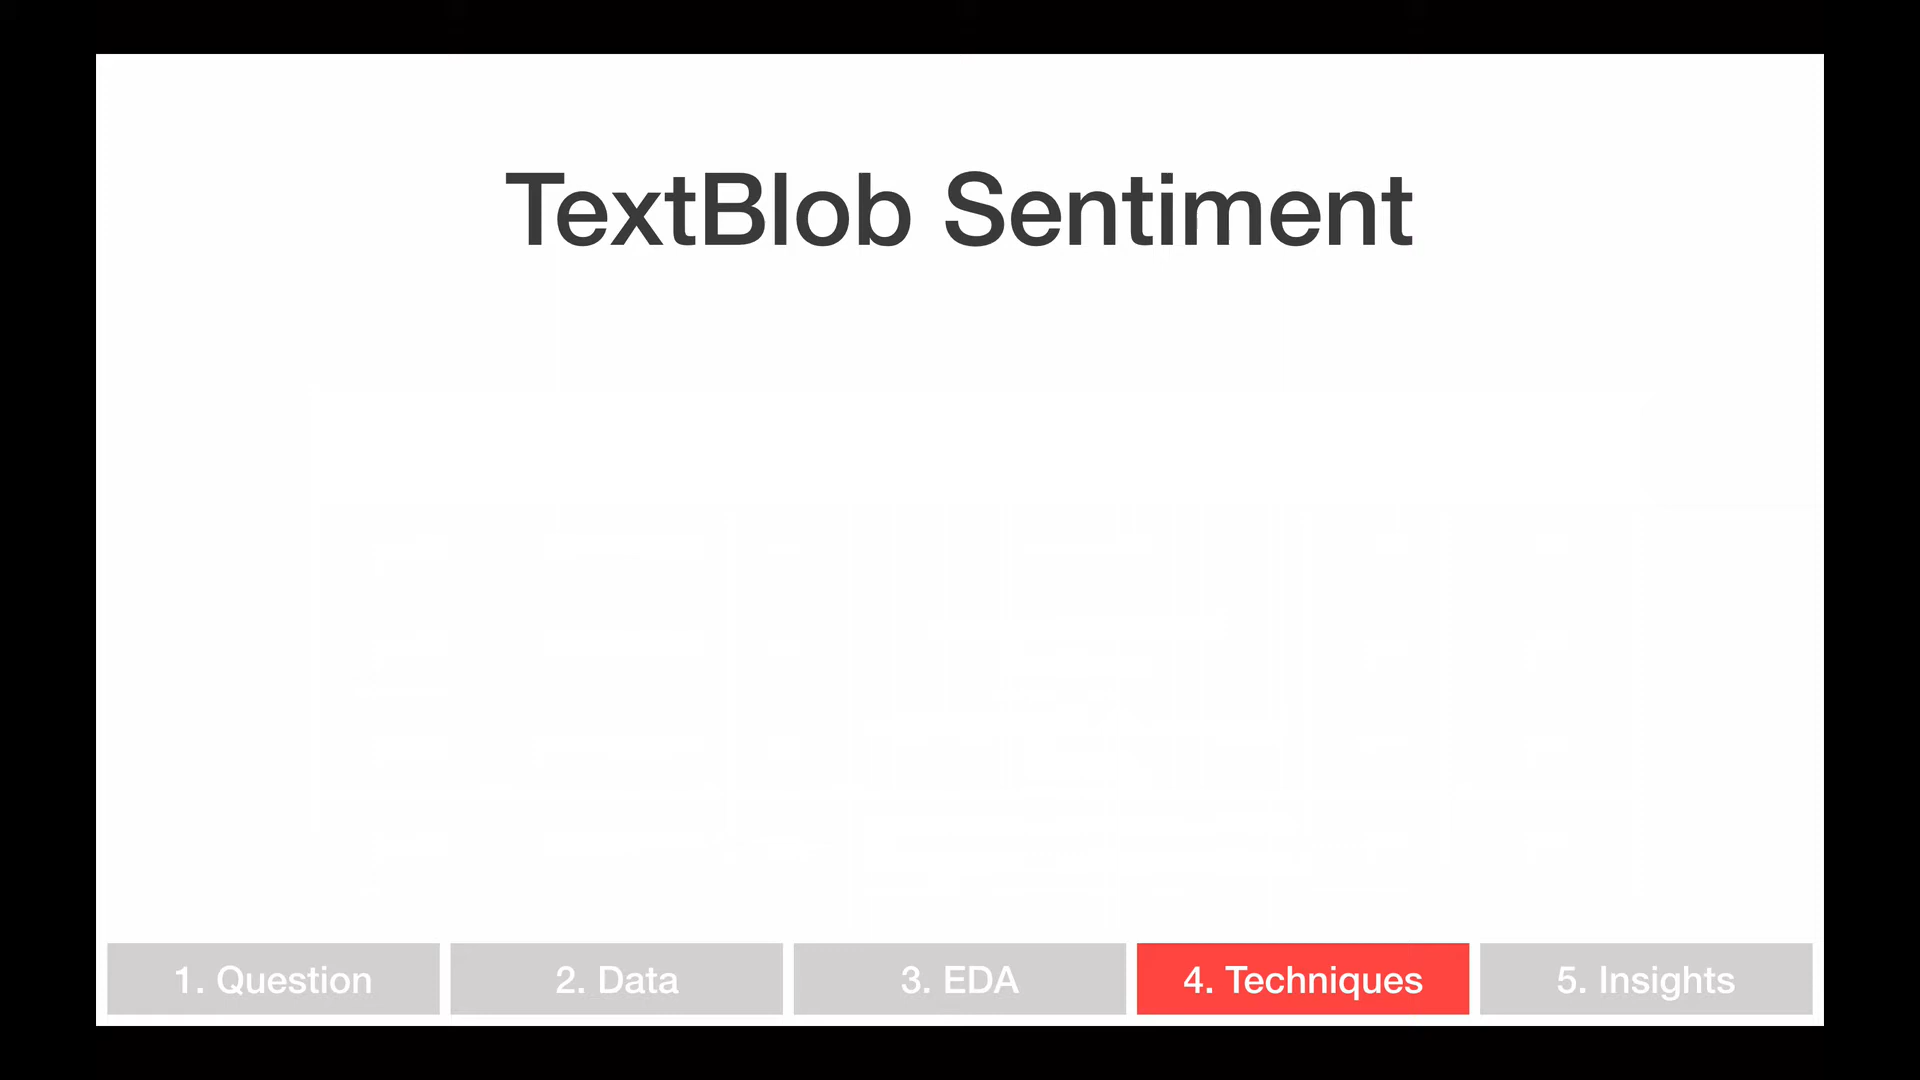 TextBlob Sentiment
1. Question
2. Data
3. EDA
4. Techniques
5. Insights